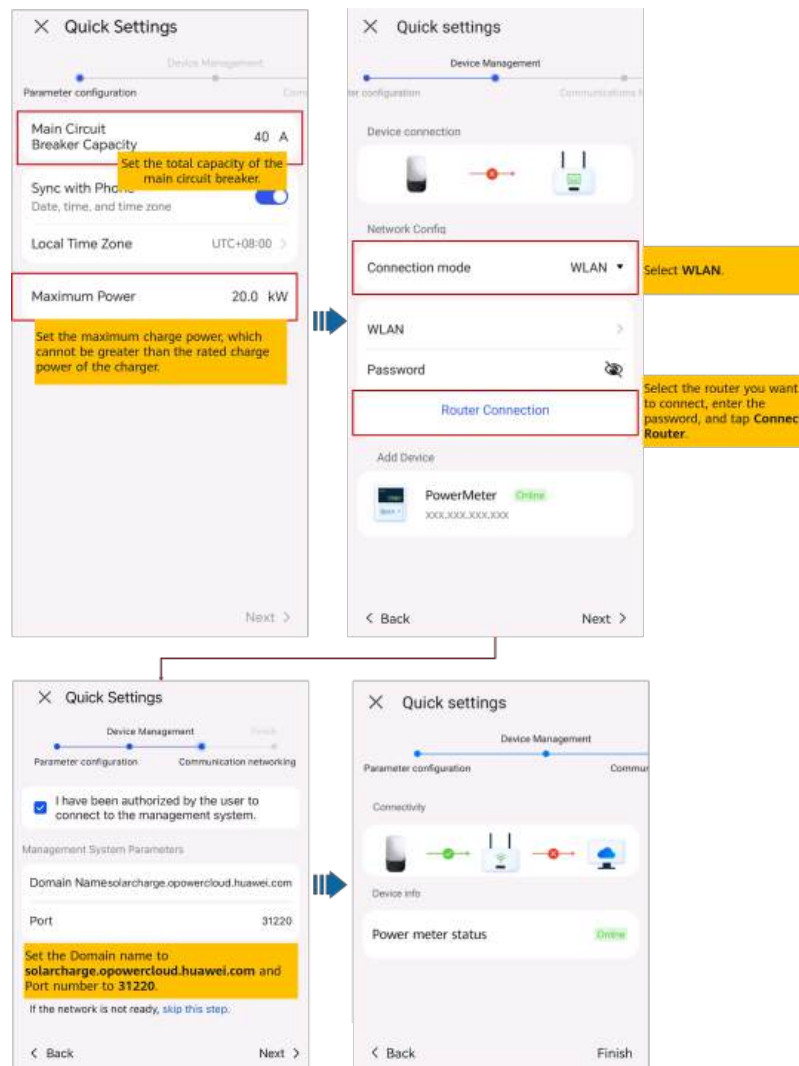 Quick Settings
Device Management
Parameter configuration
Main Circuit
Breaker Capacity
40 A
Set the total capacity of the
main circuit breaker.
Sync with Phone
Date, time, and time zone
Local Time Zone
UTC+08:00
Maximum Power
20.0 kW
Set the maximum charge power, which
cannot be greater than the rated charge
power of the charger.
Next >
Quick settings
Device Management
configuration
Communications
Device connection
Network Config
Connection mode
WLAN
Select WLAN.
WLAN
Password
Router Connection
Select the router you want
to connect, enter the
password, and tap Connec
Router.
Add Device
PowerMeter Online
XXX.XXX.XXX.XXX
< Back
Next >
Quick Settings
Device Management
Finish
Parameter configuration
Communication networking
I have been authorized by the user to
connect to the management system.
Management System Parameters
Domain Namesolarcharge.opowercloud.huawei.com
Port
31220
Set the Domain name to
solarcharge.opowercloud.huawei.com and
Port number to 31220.
If the network is not ready, skip this step.
< Back
Next >
Quick settings
Device Management
Parameter configuration
Commun
Connectivity
Device info
Power meter status
Online
< Back
Finish